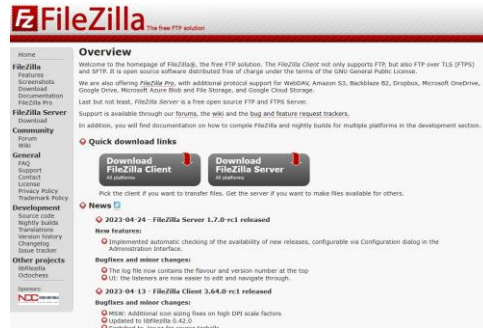 FileZilla The free FTP solution
Home
FileZilla
Features
Screenshots
Download
Documentation
FileZilla Pro
FileZilla Server
Download
Community
Forum
Wiki
General
FAQ
Support
Contact
License
Privacy Policy
Trademark Policy
Development
Source code
Nightly builds
Translations
Version history
Changelog
Issue tracker
Other projects
libfilezilla
Octochess
Sponsors:
Overview
Welcome to the homepage of FileZilla®, the free FTP solution. The FileZilla Client not only supports FTP, but also FTP over TLS (FTPS)
and SFTP. It is open source software distributed free of charge under the terms of the GNU General Public License.
We are also offering FileZilla Pro, with additional protocol support for WebDAV, Amazon S3, Backblaze B2, Dropbox, Microsoft OneDrive,
Google Drive, Microsoft Azure Blob and File Storage, and Google Cloud Storage.
Last but not least, FileZilla Server is a free open source FTP and FTPS Server.
Support is available through our forums, the wiki and the bug and feature request trackers.
In addition, you will find documentation on how to compile FileZilla and nightly builds for multiple platforms in the development section.
Quick download links
Download
FileZilla Client
All platforms
Download
FileZilla Server
All platforms
Pick the client if you want to transfer files. Get the server if you want to make files available for others.
News
2023-04-24 - FileZilla Server 1.7.0-rc1 released
New features:
Implemented automatic checking of the availability of new releases, configurable via Configuration dialog in the
Administration Interface.
Bugfixes and minor changes:
The log file now contains the flavour and version number at the top
UI: the listeners are now easier to edit and navigate through.
2023-04-13 - FileZilla Client 3.64.0-rc1 released
Bugfixes and minor changes:
MSW: Additional icon sizing fixes on high DPI scale factors
Updated to libfilezilla 0.42.0